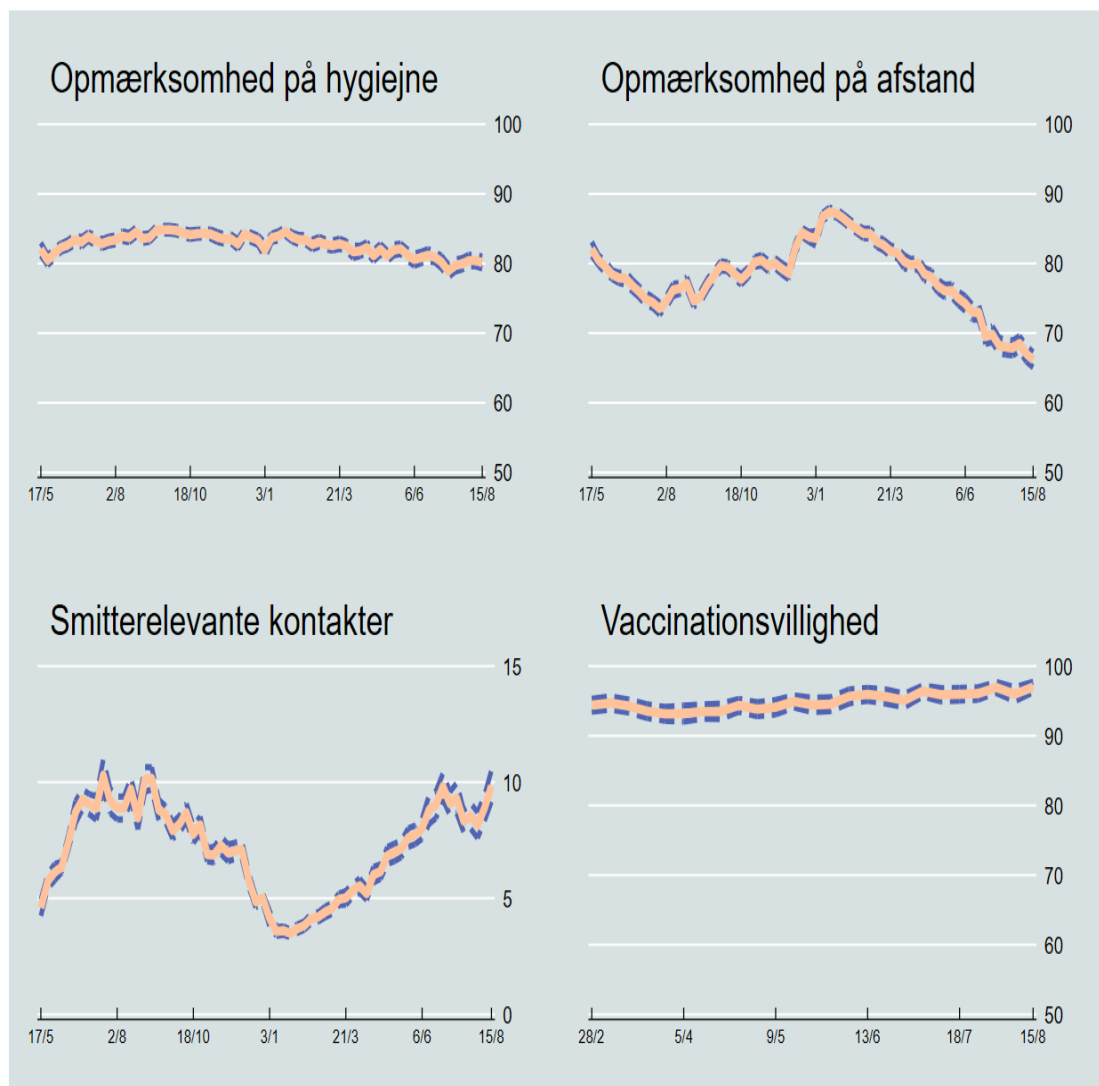 Opmærksomhed på hygiejne
100
90
80
70
60
50
17/5 2/8 18/10 3/1 21/3 6/6 15/8
Opmærksomhed på afstand
100
90
80
70
60
50
17/5 2/8 18/10 3/1 21/3 6/6 15/8
Smitterelevante kontakter
15
10
5
0
17/5 2/8 18/10 3/1 21/3 6/6 15/8
Vaccinationsvillighed
100
90
80
70
60
50
28/2 5/4 9/5 13/6 18/7 15/8